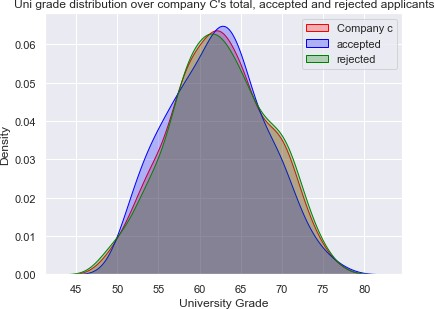 Uni grade distribution over company C's total, accepted and rejected applicants
Company c
accepted
rejected
0.06
0.05
0.04
0.03
0.02
0.01
0.00
Density
45 50 55 60 65 70 75 80
University Grade